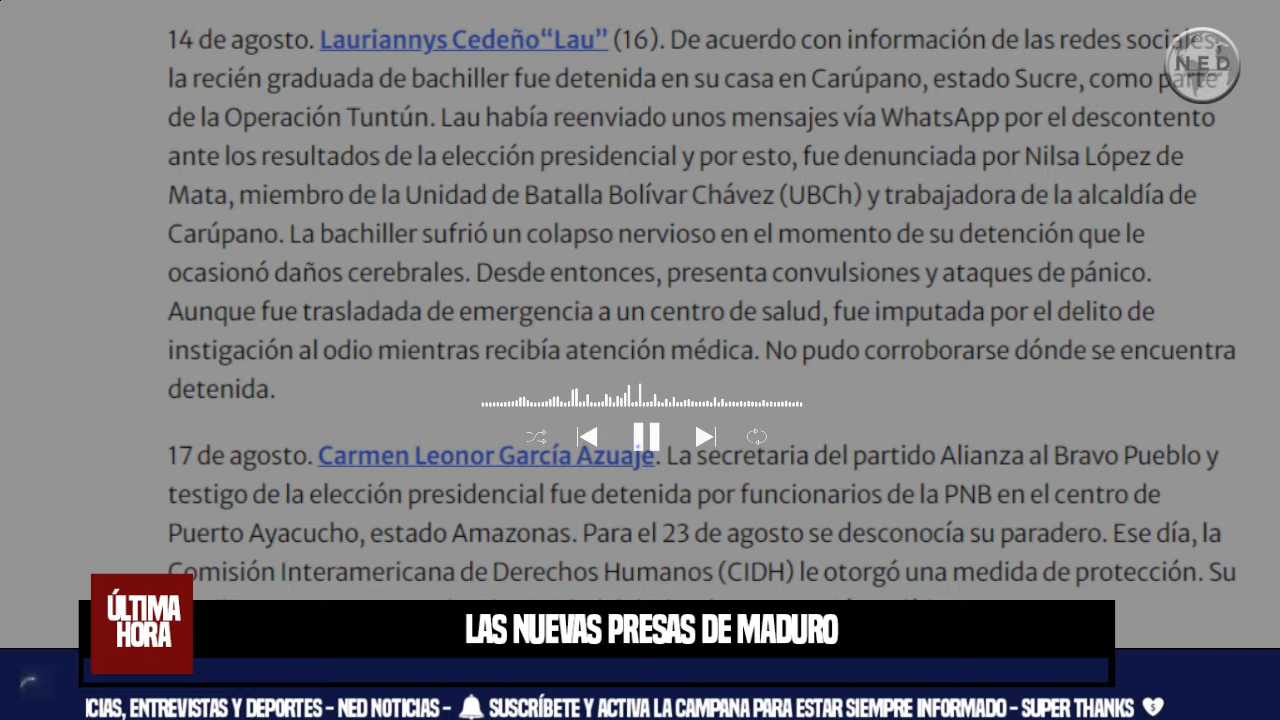 14 de agosto. Lauriannys Cedeño“Lau” (16). De acuerdo con información de las redes sociales,
la recién graduada de bachiller fue detenida en su casa en Carúpano, estado Sucre, como parte
de la Operación Tuntún. Lau había reenviado unos mensajes vía WhatsApp por el descontento
ante los resultados de la elección presidencial y por esto, fue denunciada por Nilsa López de
Mata, miembro de la Unidad de Batalla Bolívar Chávez (UBCh) y trabajadora de la alcaldía de
Carúpano. La bachiller sufrió un colapso nervioso en el momento de su detención que le
ocasionó daños cerebrales. Desde entonces, presenta convulsiones y ataques de pánico.
Aunque fue trasladada de emergencia a un centro de salud, fue imputada por el delito de
instigación al odio mientras recibía atención médica. No pudo corroborarse dónde se encuentra
detenida.
17 de agosto. Carmen Leonor García Azuaje. La secretaria del partido Alianza al Bravo Pueblo y
testigo de la elección presidencial fue detenida por funcionarios de la PNB en el centro de
Puerto Ayacucho, estado Amazonas. Para el 23 de agosto se desconocía su paradero. Ese día, la
Comisión Interamericana de Derechos Humanos (CIDH) le otorgó una medida de protección. Su
N E D
ÚLTIMA
HORA
LAS NUEVAS PRESAS DE MADURO
ICIAS, ENTREVISTAS Y DEPORTES - NED NOTICIAS - SUSCRÍBETE Y ACTIVA LA CAMPANA PARA ESTAR SIEMPRE INFORMADO - SUPER THANKS